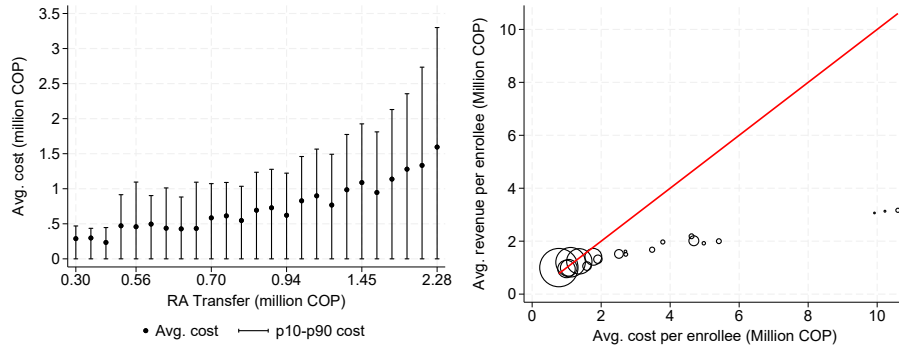 Avg. cost (million COP)
3.5
3
2.5
2
1.5
1
.5
0
0.30 0.56 0.70 0.94 1.45 2.28
RA Transfer (million COP)
Avg. cost p10-p90 cost
Avg. revenue per enrollee (Million COP)
10
8
6
4
2
0
0 2 4 6 8 10
Avg. cost per enrollee (Million COP)